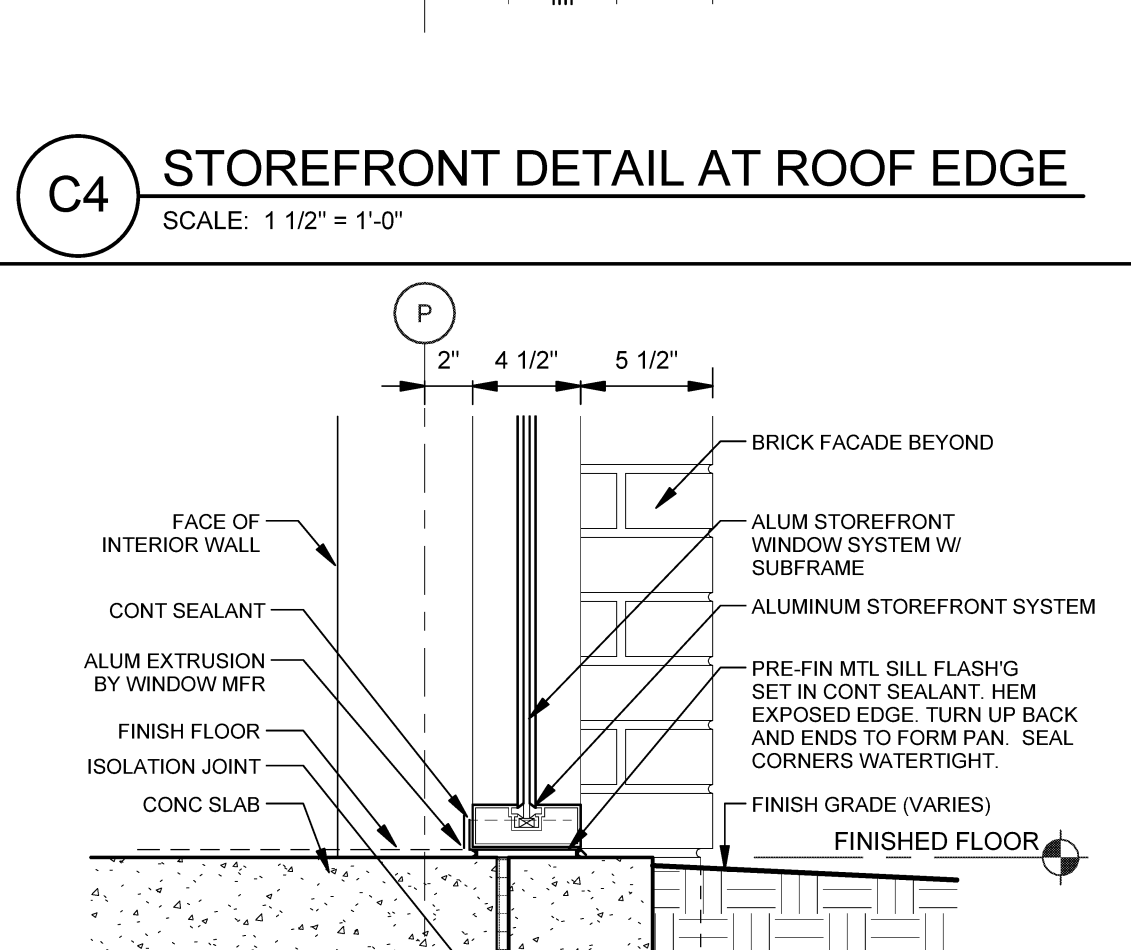 C4
STOREFRONT DETAIL AT ROOF EDGE
SCALE: 1 1/2" = 1'-0"
P
2"
4 1/2"
5 1/2"
BRICK FACADE BEYOND
FACE OF
INTERIOR WALL
ALUM STOREFRONT
WINDOW SYSTEM W/
SUBFRAME
CONT SEALANT
ALUMINUM STOREFRONT SYSTEM
ALUM EXTRUSION
BY WINDOW MFR
PRE-FIN MTL SILL FLASH'G
SET IN CONT SEALANT. HEM
EXPOSED EDGE. TURN UP BACK
AND ENDS TO FORM PAN. SEAL
CORNERS WATERTIGHT.
FINISH FLOOR
ISOLATION JOINT
CONC SLAB
FINISH GRADE (VARIES)
FINISHED FLOOR